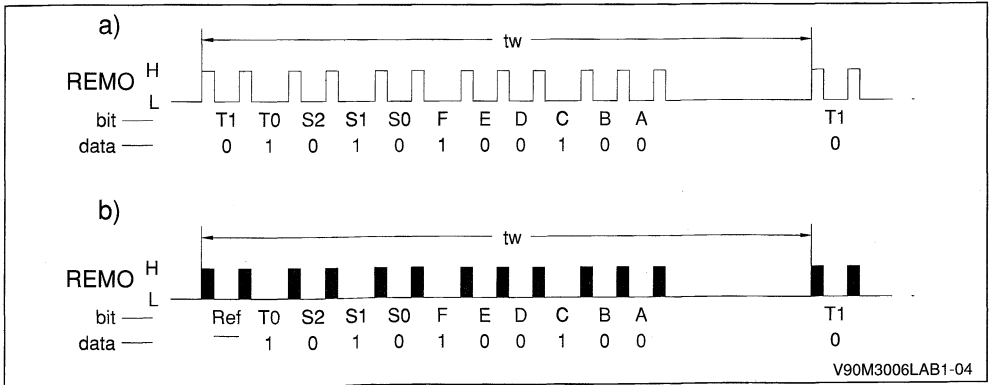 a)
tw
REMO H
L
bit — T1 T0 S2 S1 S0 F E D C B A T1
data — 0 1 0 1 0 1 0 0 1 0 0 0
b)
tw
REMO H
L
bit — Ref T0 S2 S1 S0 F E D C B A T1
data — — 1 0 1 0 1 0 0 1 0 0 0
V90M3006LAB1-04